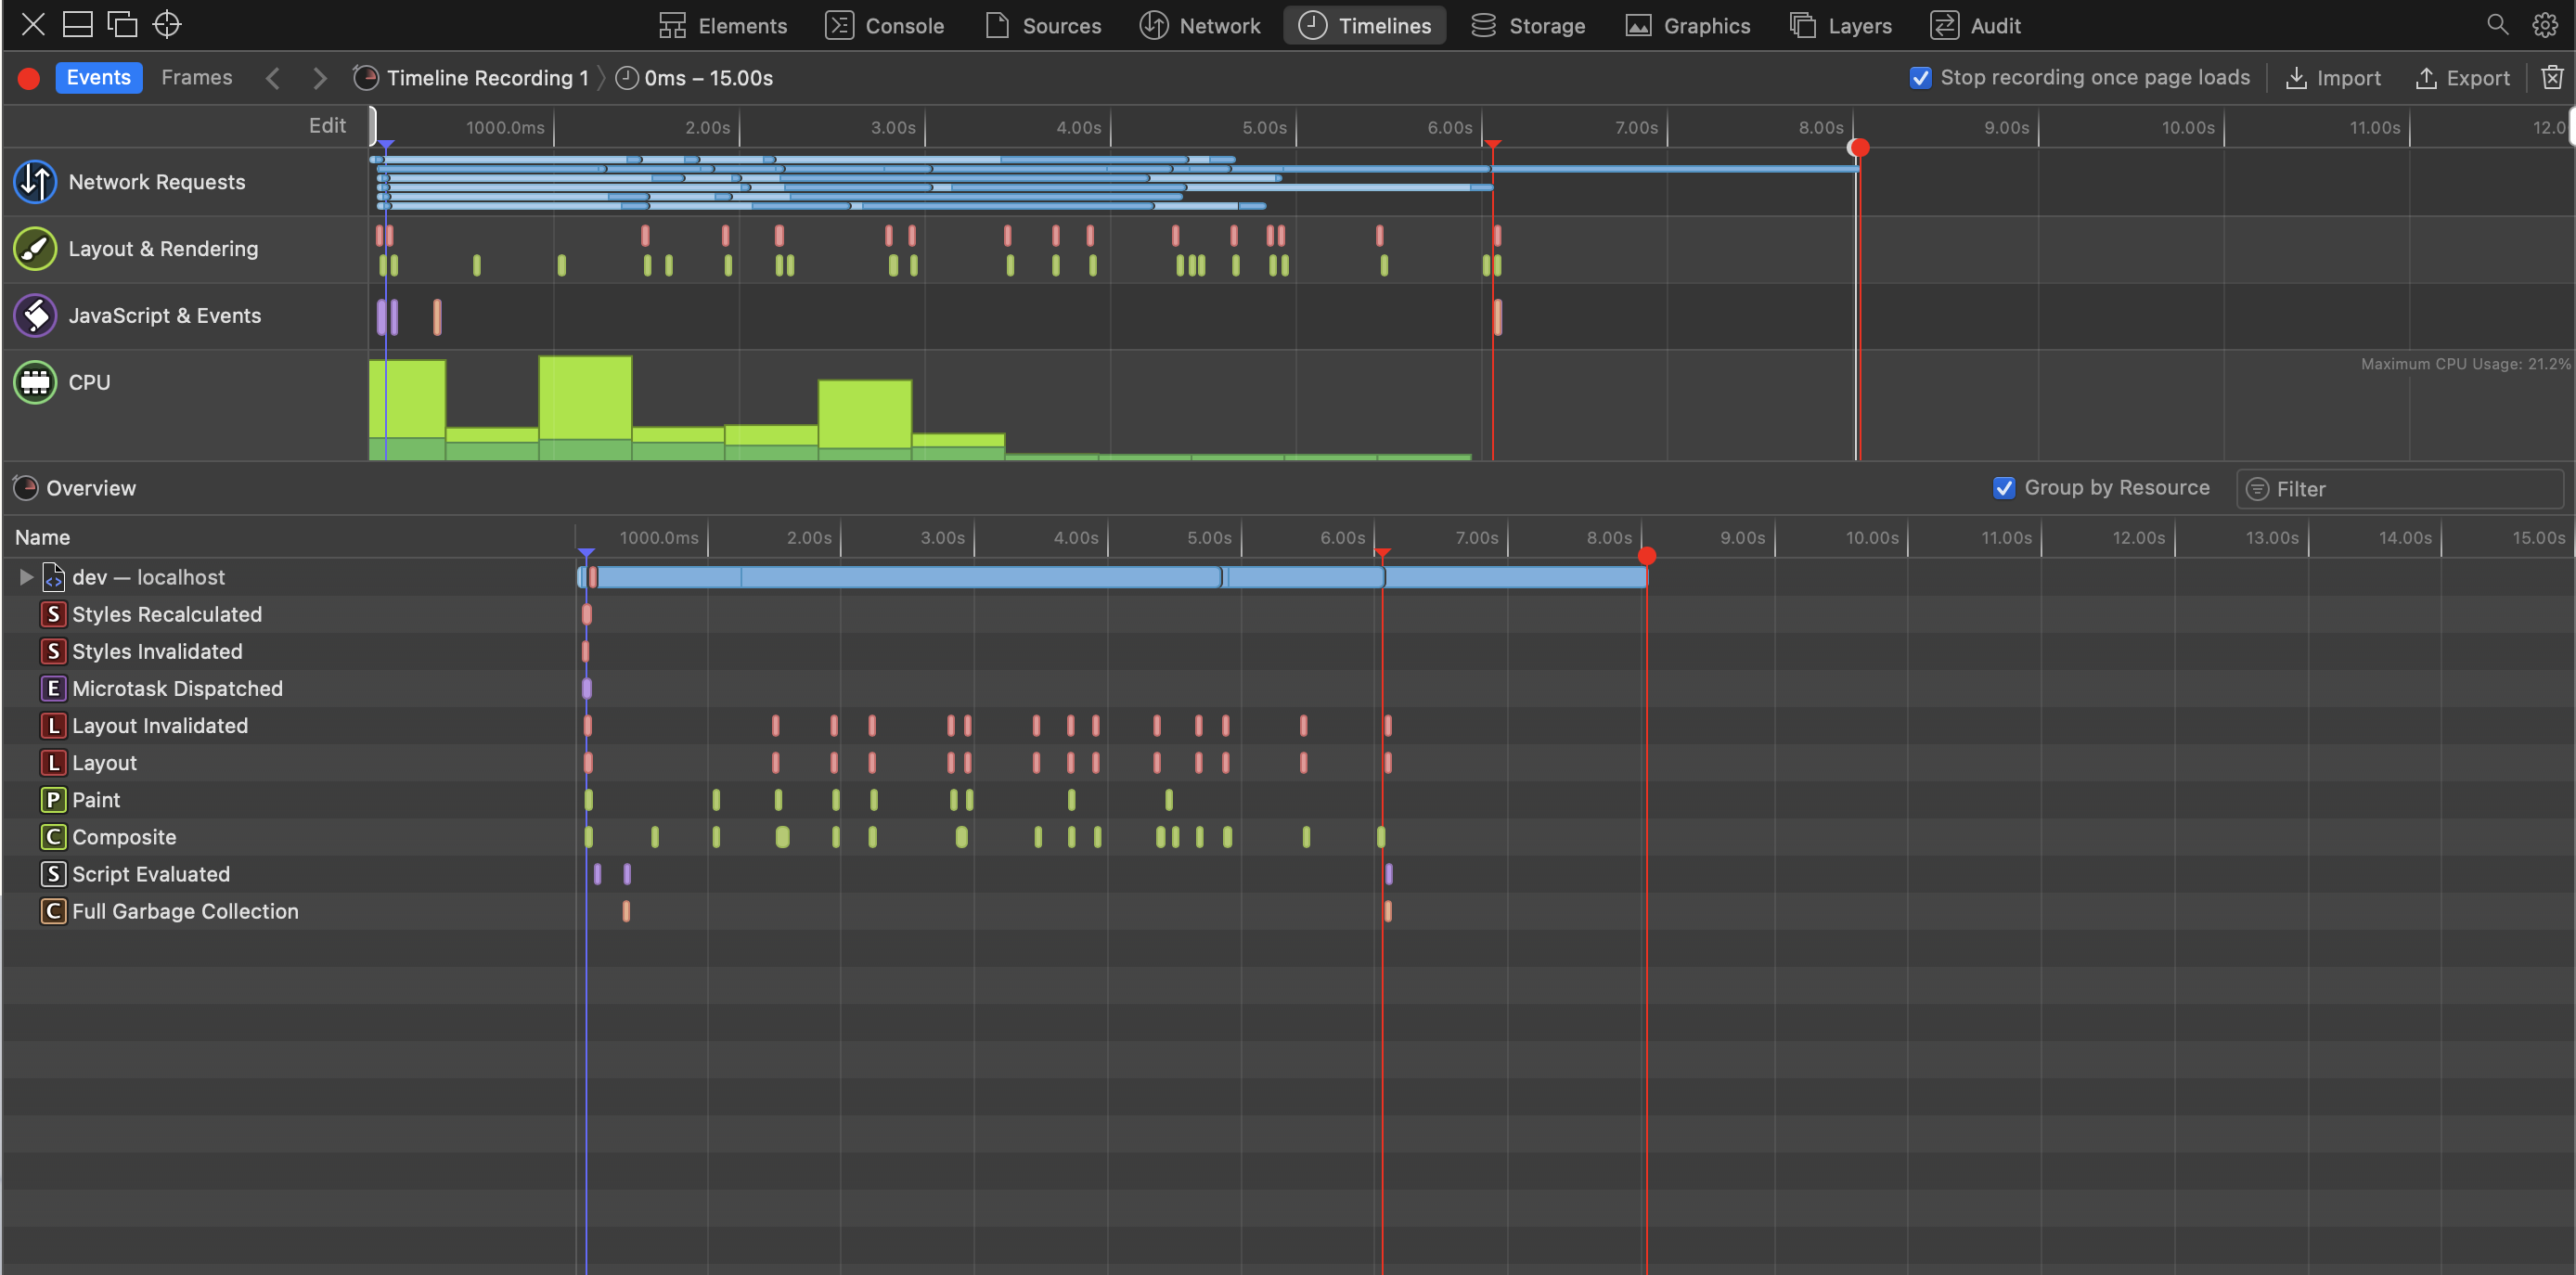 Elements Console Sources Network Timelines Storage Graphics Layers Audit
Events Frames Timeline Recording 1 0ms – 15.00s Stop recording once page loads Import Export
Edit 1000.0ms 2.00s 3.00s 4.00s 5.00s 6.00s 7.00s 8.00s 9.00s 10.00s 11.00s 12.0
Network Requests
Layout & Rendering
JavaScript & Events
CPU Maximum CPU Usage: 21.2%
Overview Group by Resource Filter
Name 1000.0ms 2.00s 3.00s 4.00s 5.00s 6.00s 7.00s 8.00s 9.00s 10.00s 11.00s 12.00s 13.00s 14.00s 15.00s
dev — localhost
S Styles Recalculated
S Styles Invalidated
E Microtask Dispatched
L Layout Invalidated
L Layout
P Paint
C Composite
S Script Evaluated
C Full Garbage Collection